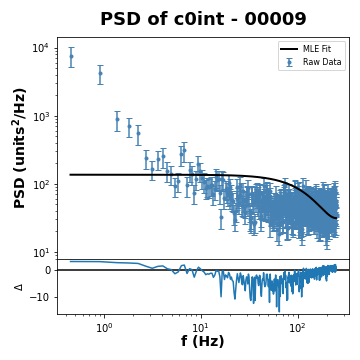 PSD of c0int - 00009
MLE Fit
Raw Data
PSD (units²/Hz)
10⁴
10³
10²
10¹
Δ
0
−10
10⁰
10¹
10²
f (Hz)